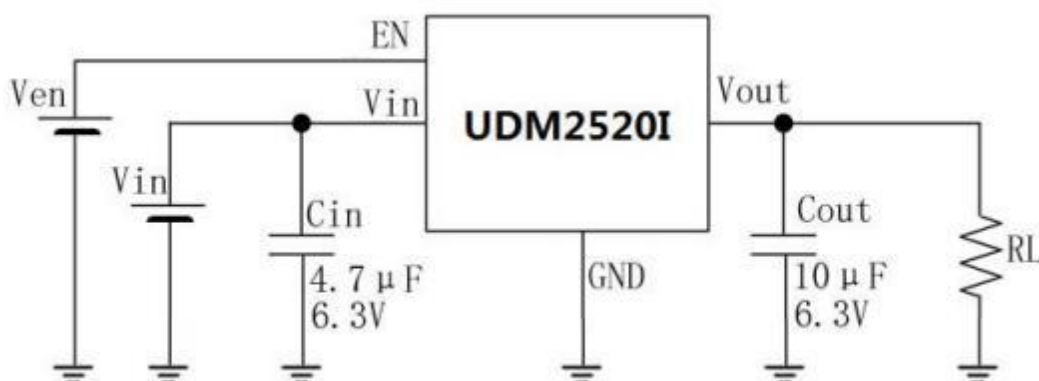 EN
Ven
Vin
UDM2520I
Vout
Vin
Cin
4.7μF
6.3V
GND
Cout
10μF
6.3V
RL